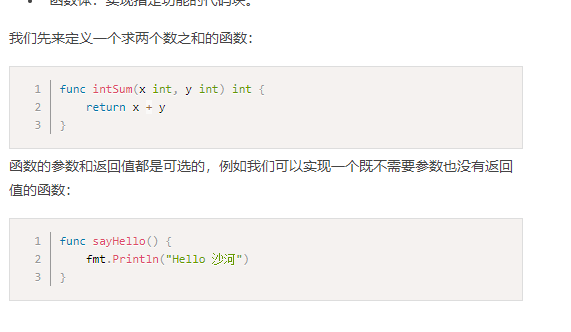 • 函数体：实现指定功能的代码块。
我们先来定义一个求两个数之和的函数：
1 func intSum(x int, y int) int {
2     return x + y
3 }
函数的参数和返回值都是可选的，例如我们可以实现一个既不需要参数也没有返回
值的函数：
1 func sayHello() {
2     fmt.Println("Hello 沙河")
3 }